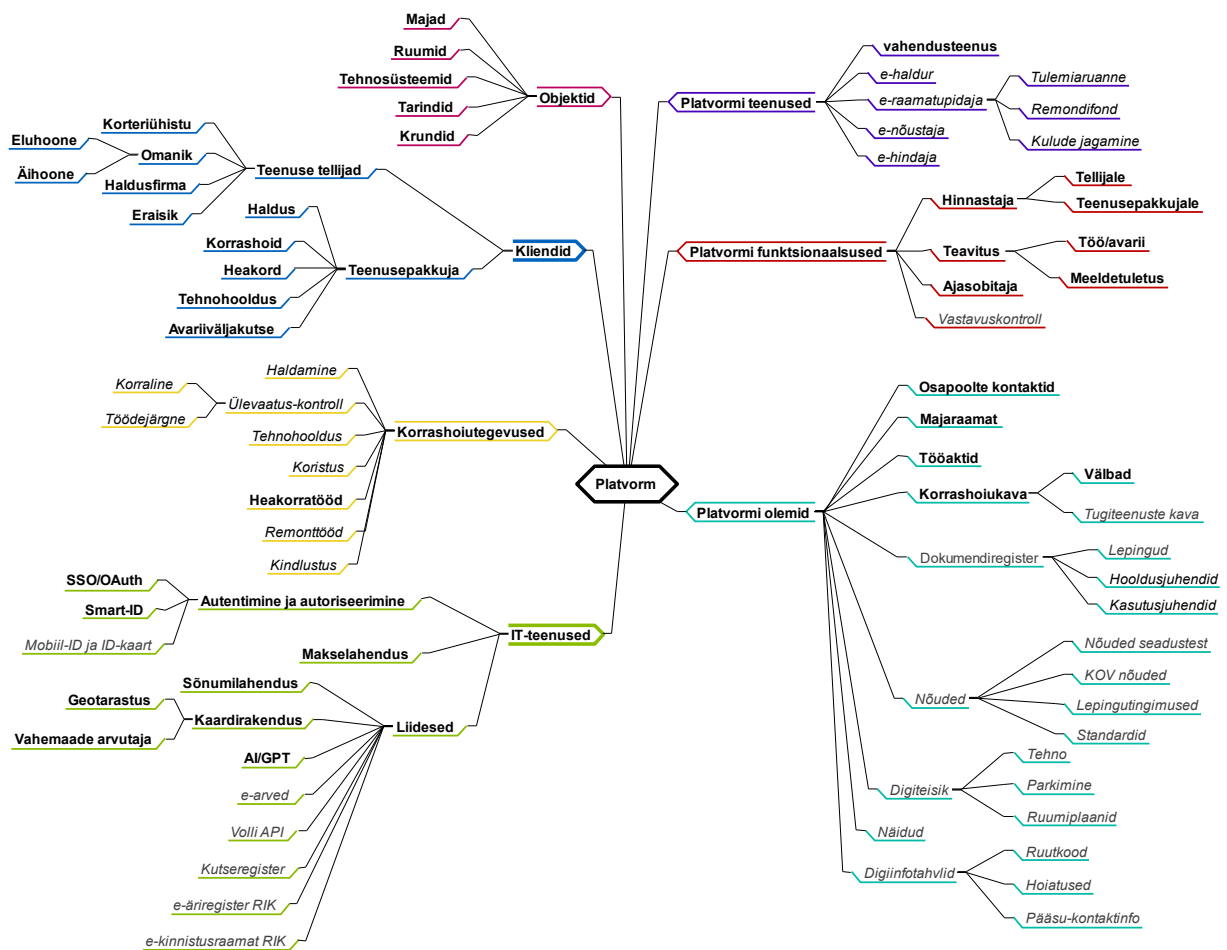 Platvorm
Objektid
Majad
Ruumid
Tehnosüsteemid
Tarindid
Krundid
Kliendid
Teenuse tellijad
Korteriühistu
Omanik
Eluhoone
Äihoone
Haldusfirma
Eraisik
Teenusepakkuja
Haldus
Korrashoid
Heakord
Tehnohooldus
Avariiväljakutse
Korrashoiutegevused
Haldamine
Ülevaatus-kontroll
Korraline
Töödejärgne
Tehnohooldus
Koristus
Heakorratööd
Remonttööd
Kindlustus
IT-teenused
Autentimine ja autoriseerimine
SSO/OAuth
Smart-ID
Mobiil-ID ja ID-kaart
Makselahendus
Liidesed
Sõnumilahendus
Kaardirakendus
Geotarastus
Vahemaade arvutaja
AI/GPT
e-arved
Volli API
Kutseregister
e-äriregister RIK
e-kinnistusraamat RIK
Platvormi teenused
vahendusteenus
e-haldur
e-raamatupidaja
Tulemiaruanne
Remondifond
Kulude jagamine
e-nõustaja
e-hindaja
Platvormi funktsionaalsused
Hinnastaja
Tellijale
Teenusepakkujale
Teavitus
Töö/avarii
Meeldetuletus
Ajasobitaja
Vastavuskontroll
Platvormi olemid
Osapoolte kontaktid
Majaraamat
Tööaktid
Korrashoiukava
Välbad
Tugiteenuste kava
Dokumendiregister
Lepingud
Hooldusjuhendid
Kasutusjuhendid
Nõuded
Nõuded seadustest
KOV nõuded
Lepingutingimused
Standardid
Digiteisik
Tehno
Parkimine
Ruumiplaanid
Näidud
Digiinfotahvlid
Ruutkood
Hoiatused
Pääsu-kontaktinfo